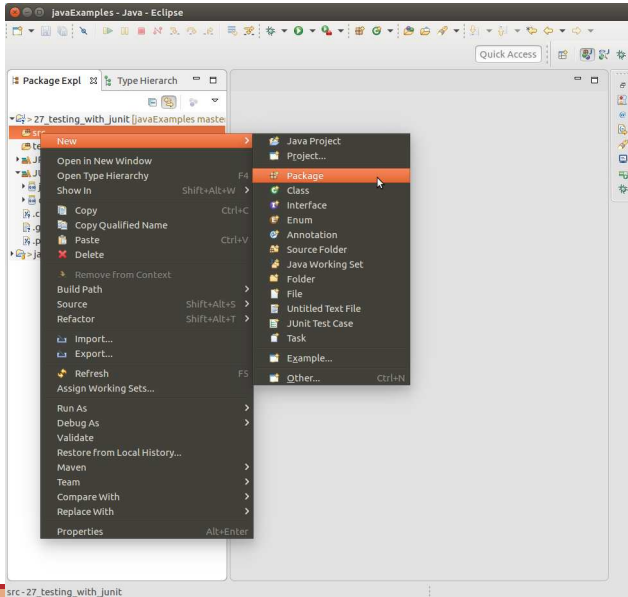 javaExamples - Java - Eclipse
Quick Access
Package Expl
Type Hierarch
> 27_testing_with_junit [javaExamples master
src
New
Open in New Window
Open Type Hierarchy F4
Show In Shift+Alt+W >
Copy Ctrl+C
Copy Qualified Name
Paste Ctrl+V
Delete
Remove from Context
Build Path >
Source Shift+Alt+S >
Refactor Shift+Alt+T >
Import...
Export...
Refresh F5
Assign Working Sets...
Run As >
Debug As >
Validate
Restore from Local History...
Maven >
Team >
Compare With >
Replace With >
Properties Alt+Enter
Java Project
Project...
Package
Class
Interface
Enum
Annotation
Source Folder
Java Working Set
Folder
File
Untitled Text File
JUnit Test Case
Task
Example...
Other... Ctrl+N
src - 27_testing_with_junit